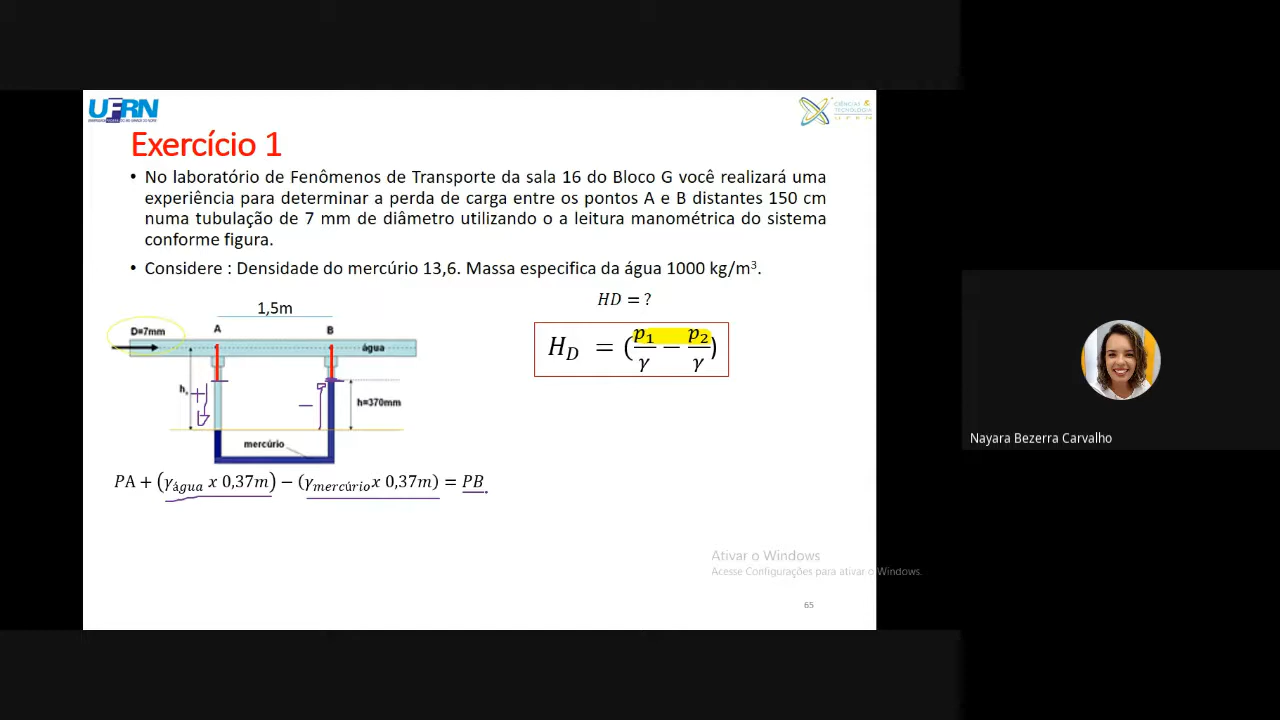 UFRN
CIÊNCIAS &
TECNOLOGIA
UFRN
Exercício 1
• No laboratório de Fenômenos de Transporte da sala 16 do Bloco G você realizará uma
experiência para determinar a perda de carga entre os pontos A e B distantes 150 cm
numa tubulação de 7 mm de diâmetro utilizando o a leitura manométrica do sistema
conforme figura.
• Considere : Densidade do mercúrio 13,6. Massa especifica da água 1000 kg/m³.
HD = ?
1,5m
D=7mm
A
B
água
H_D = (p₁/γ − p₂/γ)
+
−
h=370mm
mercúrio
PA + (γ_água x 0,37m) − (γ_mercúrio x 0,37m) = PB
Nayara Bezerra Carvalho
Ativar o Windows
Acesse Configurações para ativar o Windows.
65